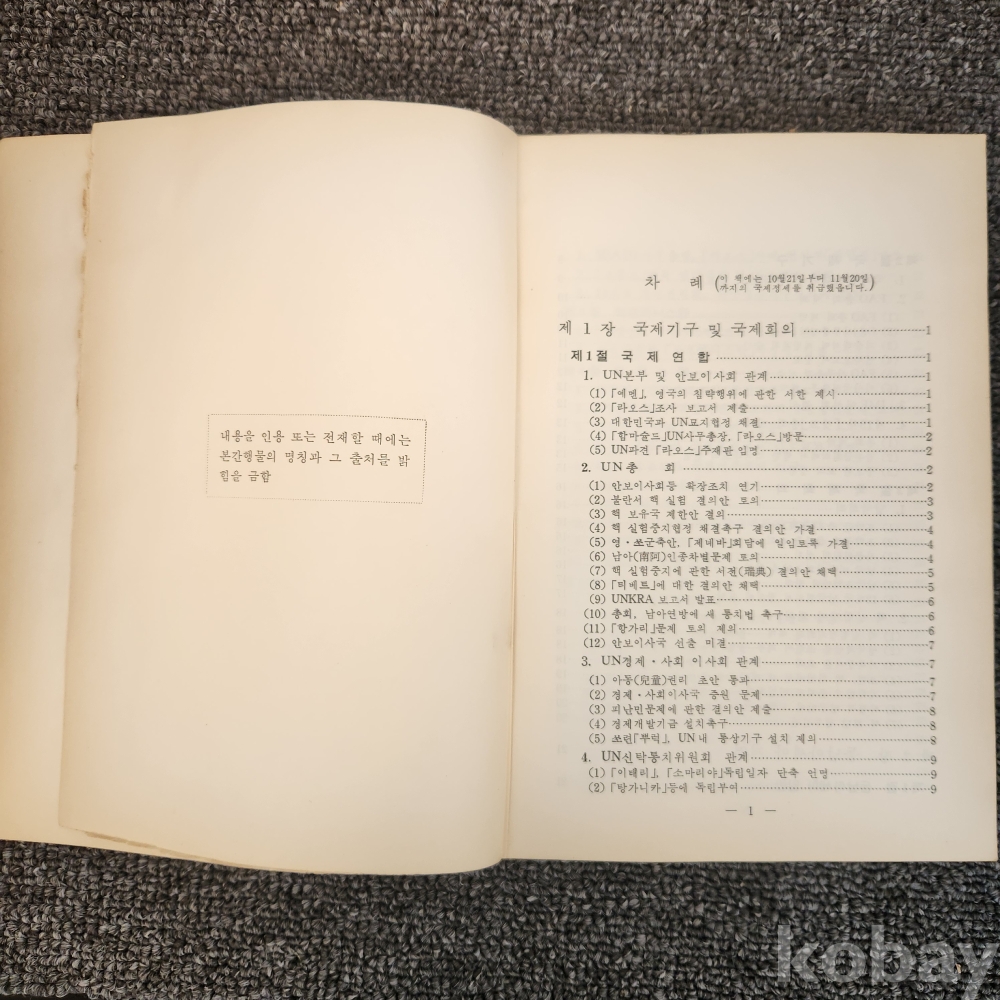 내용을 인용 또는 전재할 때에는
본간행물의 명칭과 그 출처를 밝
힘을 금함
차 례 (이 책에는 10월21일부터 11월20일
까지의 국제정세를 취급했읍니다.)
제 1 장 국제기구 및 국제회의 ……1
제1절 국 제 연 합 ……1
1. UN본부 및 안보이사회 관계……1
(1) 「예멘」, 영국의 침략행위에 관한 서한 제시……1
(2) 「라오스」조사 보고서 제출……1
(3) 대한민국과 UN묘지협정 체결……1
(4) 「함마슐드」UN사무총장, 「라오스」방문……2
(5) UN파견 「라오스」주재관 임명……2
2. UN총 회……2
(1) 안보이사회등 확장조치 연기……2
(2) 불란서 핵 실험 결의안 토의……3
(3) 핵 보유국 제한안 결의……3
(4) 핵 실험중지협정 채결촉구 결의안 가결……4
(5) 영·쏘군축안, 「제네바」회담에 일임토록 가결……4
(6) 남아(南阿)인종차별문제 토의……4
(7) 핵 실험중지에 관한 서전(瑞典) 결의안 채택……5
(8) 「티베트」에 대한 결의안 채택……5
(9) UNKRA 보고서 발표……6
(10) 총회, 남아연방에 새 통치법 촉구……6
(11) 「항가리」문제 토의 제의……6
(12) 안보이사국 선출 미결……7
3. UN경제·사회 이사회 관계……7
(1) 아동(兒童)권리 초안 통과……7
(2) 경제·사회이사국 증원 문제……7
(3) 피난민문제에 관한 결의안 제출……8
(4) 경제개발기금 설치촉구……8
(5) 쏘련「뿌럭」, UN내 통상기구 설치 제의……8
4. UN신탁통치위원회 관계……9
(1) 「이태리」, 「소마리아」독립일자 단축 언명……9
(2) 「탕가니카」등에 독립부여……9
— 1 —
kobay